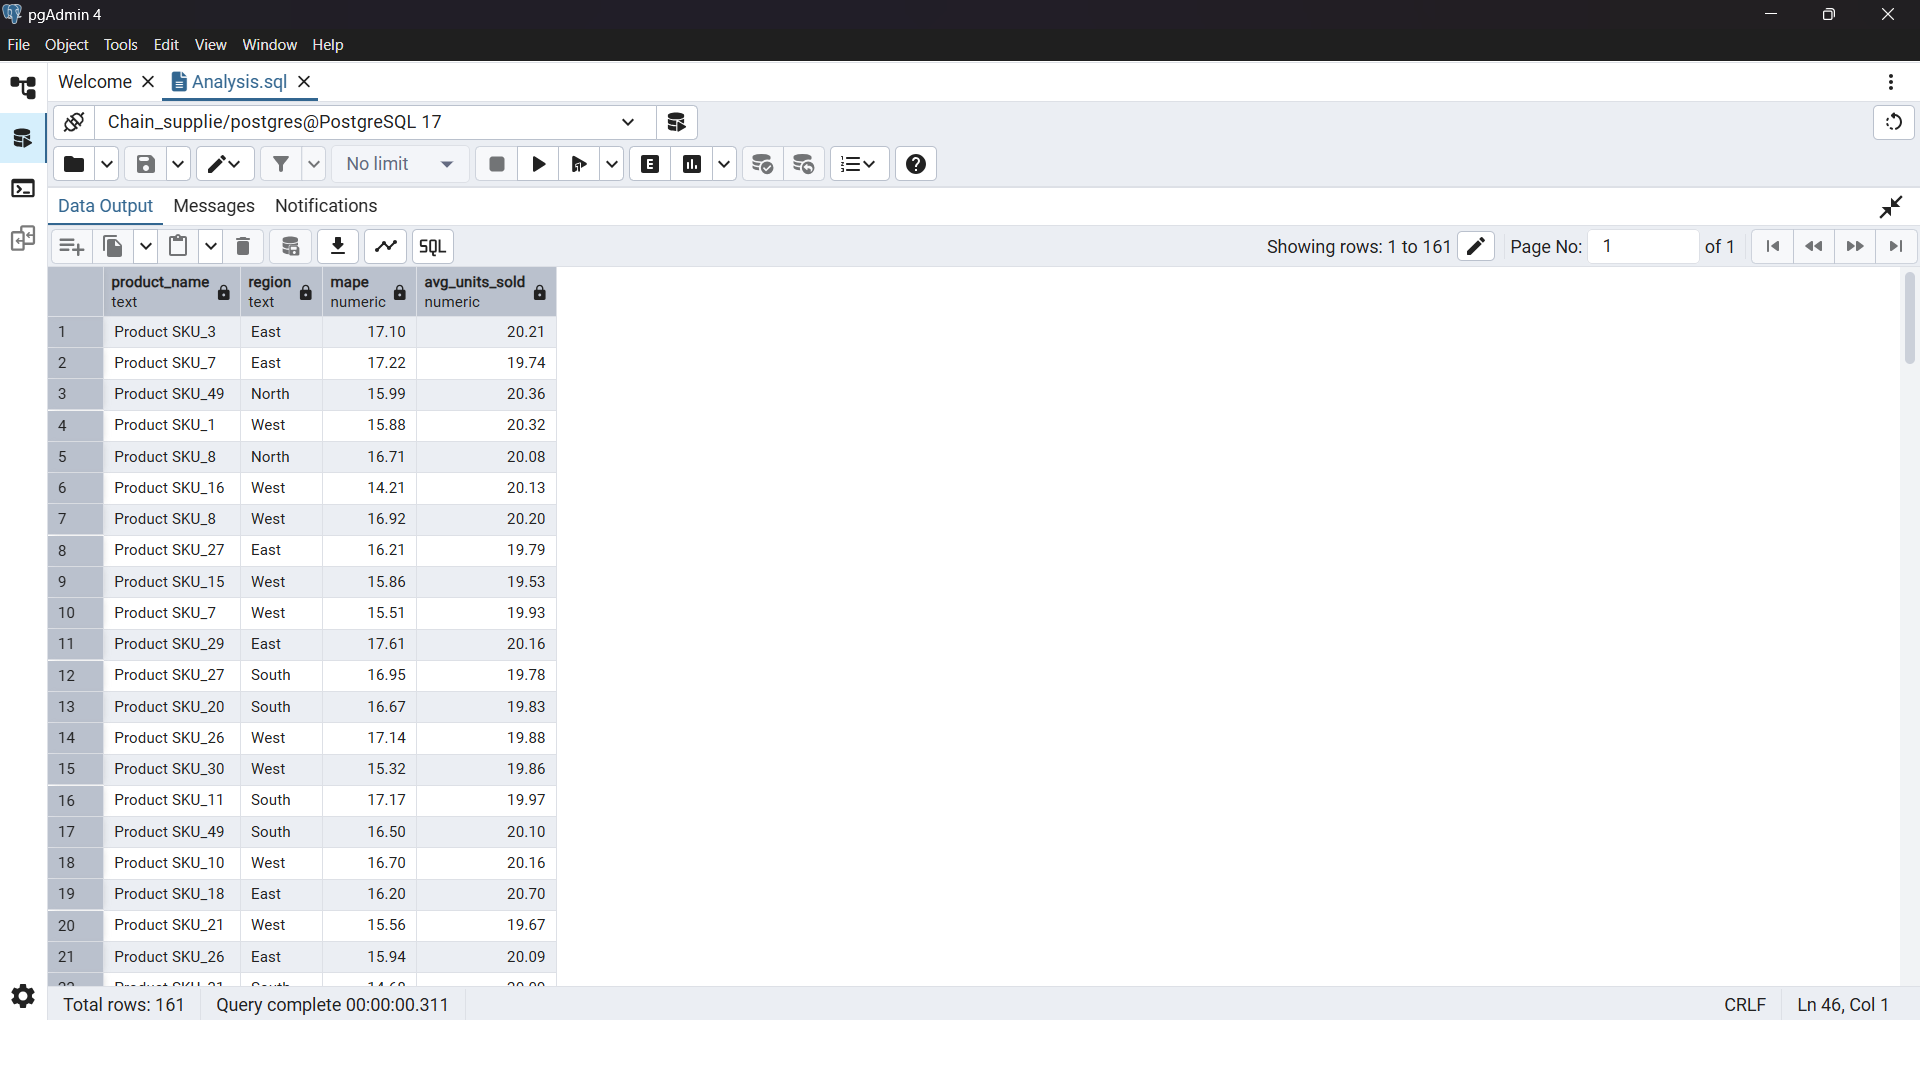 pgAdmin 4
File Object Tools Edit View Window Help
Welcome Analysis.sql
Chain_supplie/postgres@PostgreSQL 17
No limit
E
Data Output Messages Notifications
SQL Showing rows: 1 to 161 Page No: 1 of 1
product_name region mape avg_units_sold
text text numeric numeric
1 Product SKU_3 East 17.10 20.21
2 Product SKU_7 East 17.22 19.74
3 Product SKU_49 North 15.99 20.36
4 Product SKU_1 West 15.88 20.32
5 Product SKU_8 North 16.71 20.08
6 Product SKU_16 West 14.21 20.13
7 Product SKU_8 West 16.92 20.20
8 Product SKU_27 East 16.21 19.79
9 Product SKU_15 West 15.86 19.53
10 Product SKU_7 West 15.51 19.93
11 Product SKU_29 East 17.61 20.16
12 Product SKU_27 South 16.95 19.78
13 Product SKU_20 South 16.67 19.83
14 Product SKU_26 West 17.14 19.88
15 Product SKU_30 West 15.32 19.86
16 Product SKU_11 South 17.17 19.97
17 Product SKU_49 South 16.50 20.10
18 Product SKU_10 West 16.70 20.16
19 Product SKU_18 East 16.20 20.70
20 Product SKU_21 West 15.56 19.67
21 Product SKU_26 East 15.94 20.09
Total rows: 161 Query complete 00:00:00.311 CRLF Ln 46, Col 1